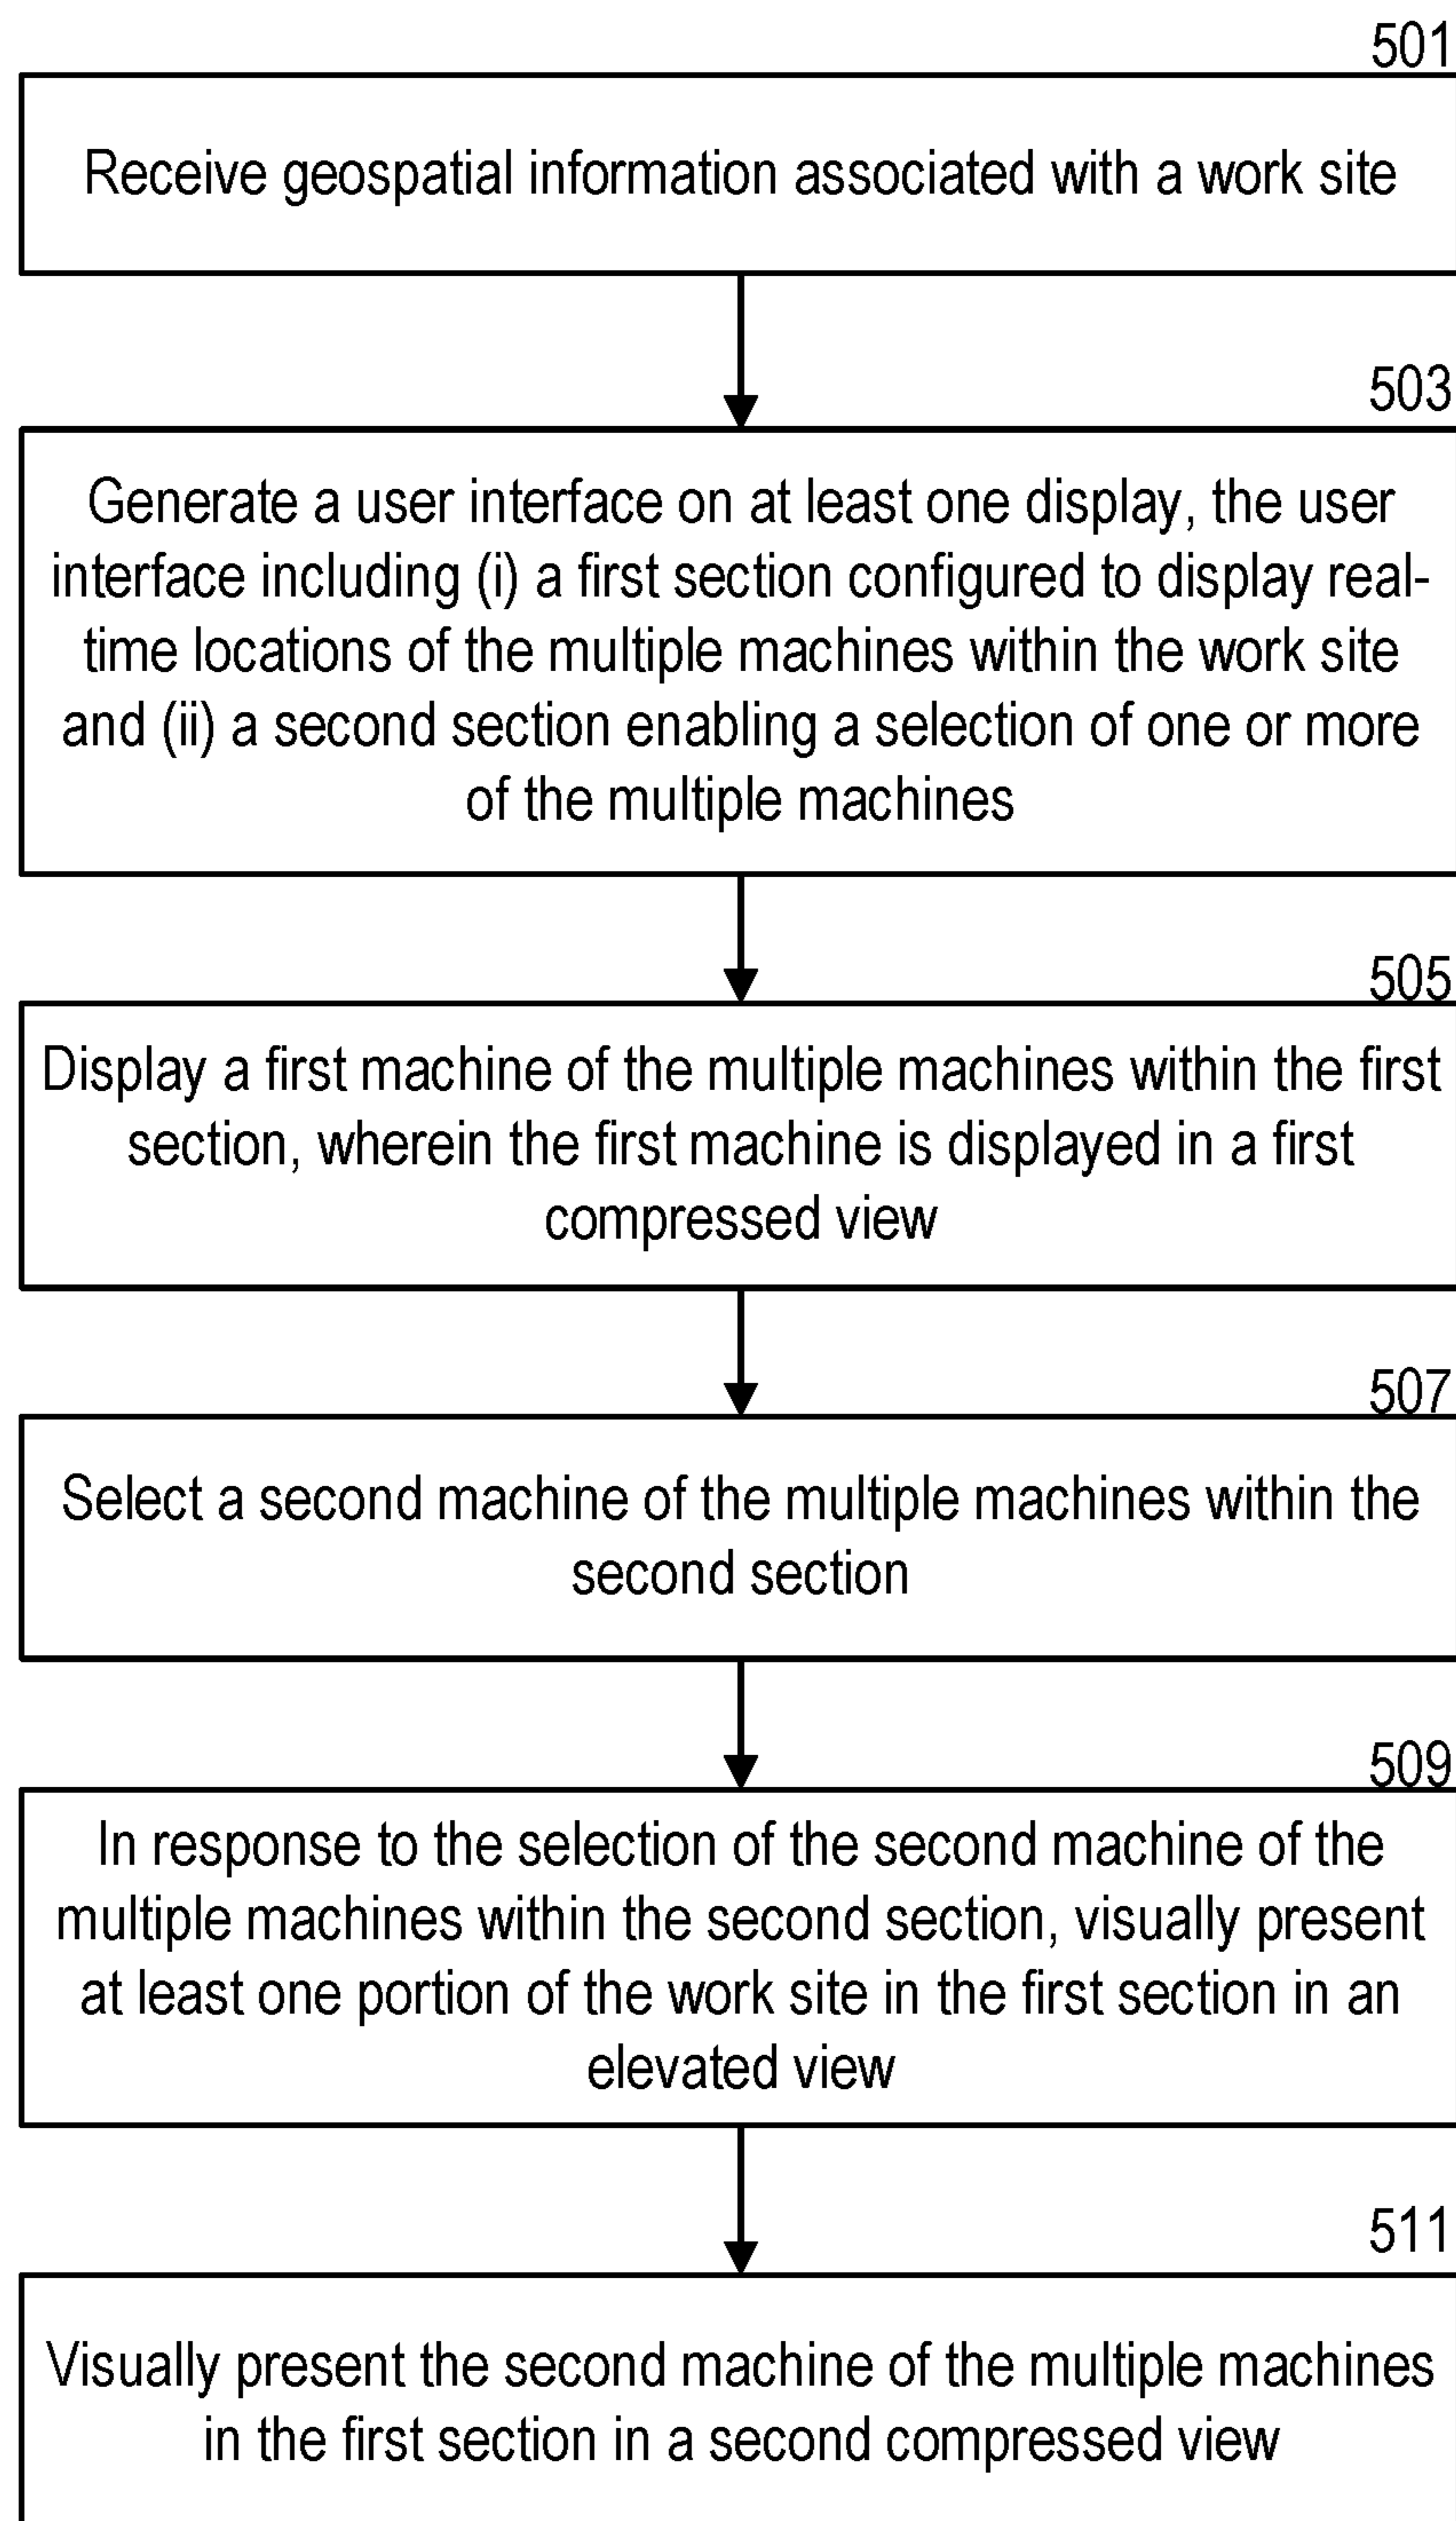 501
Receive geospatial information associated with a work site
503
Generate a user interface on at least one display, the user
interface including (i) a first section configured to display real-
time locations of the multiple machines within the work site
and (ii) a second section enabling a selection of one or more
of the multiple machines
505
Display a first machine of the multiple machines within the first
section, wherein the first machine is displayed in a first
compressed view
507
Select a second machine of the multiple machines within the
second section
509
In response to the selection of the second machine of the
multiple machines within the second section, visually present
at least one portion of the work site in the first section in an
elevated view
511
Visually present the second machine of the multiple machines
in the first section in a second compressed view